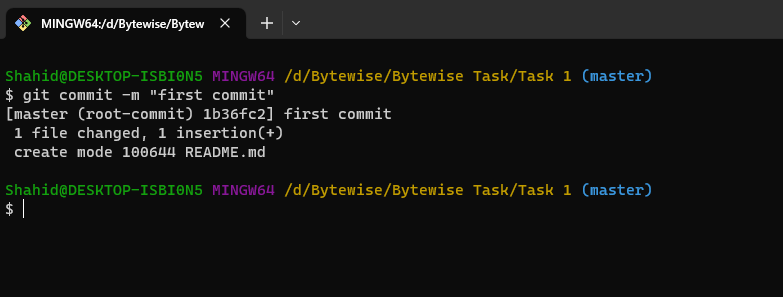 MINGW64:/d/Bytewise/Bytew
Shahid@DESKTOP-ISBI0N5 MINGW64 /d/Bytewise/Bytewise Task/Task 1 (master)
$ git commit -m "first commit"
[master (root-commit) 1b36fc2] first commit
 1 file changed, 1 insertion(+)
 create mode 100644 README.md
Shahid@DESKTOP-ISBI0N5 MINGW64 /d/Bytewise/Bytewise Task/Task 1 (master)
$